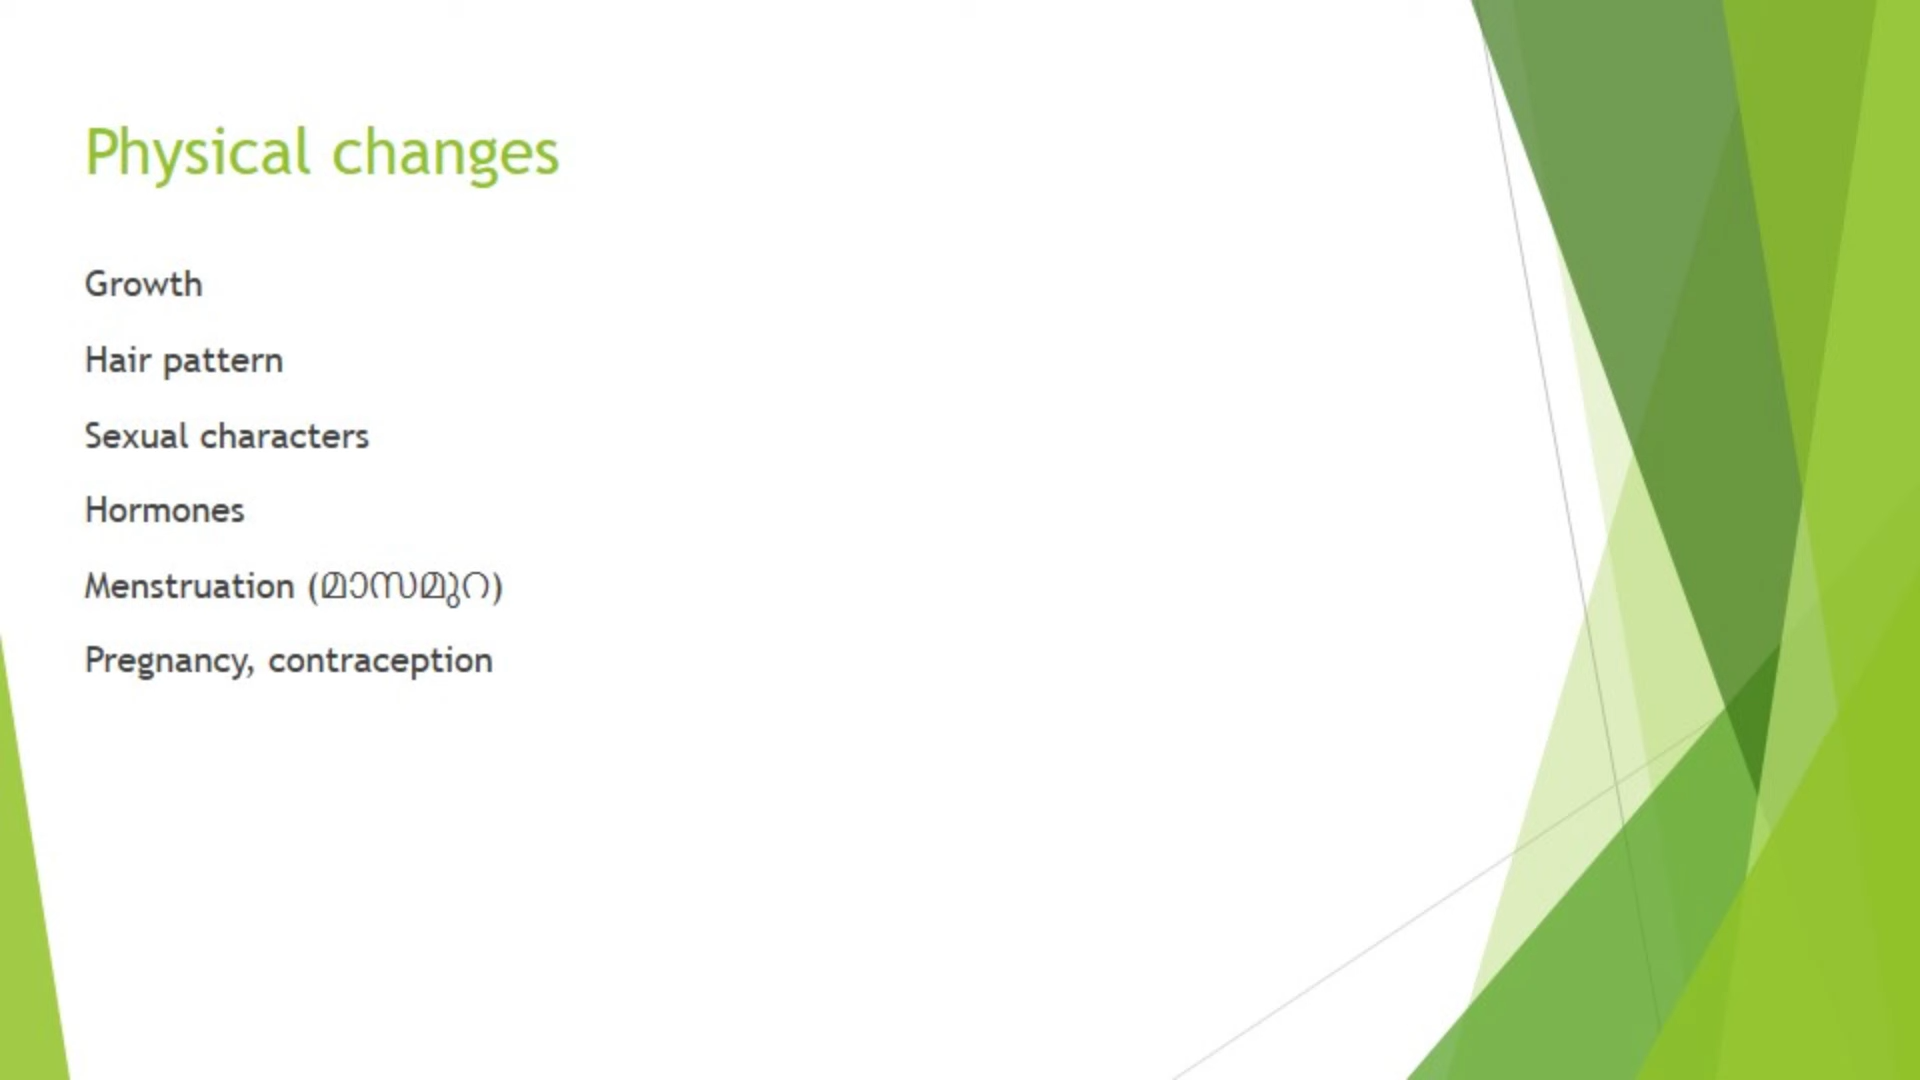 Physical changes
Growth
Hair pattern
Sexual characters
Hormones
Menstruation (മാസമുറ)
Pregnancy, contraception